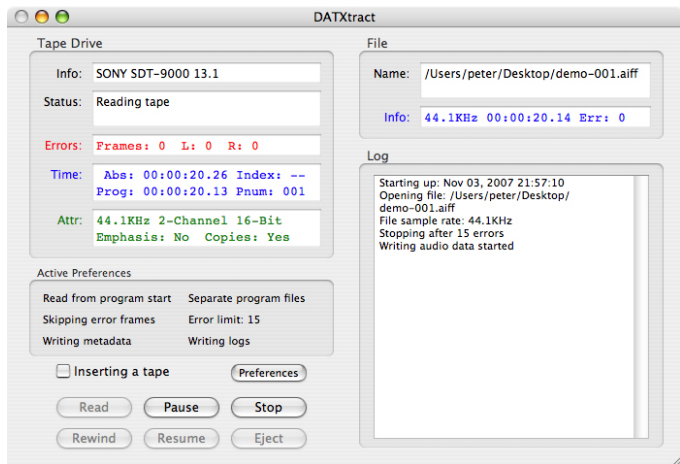 DATXtract
Tape Drive
Info: SONY SDT-9000 13.1
Status: Reading tape
Errors: Frames: 0 L: 0 R: 0
Time: Abs: 00:00:20.26 Index: --
Prog: 00:00:20.13 Pnum: 001
Attr: 44.1KHz 2-Channel 16-Bit
Emphasis: No Copies: Yes
Active Preferences
Read from program start Separate program files
Skipping error frames Error limit: 15
Writing metadata Writing logs
Inserting a tape Preferences
Read Pause Stop
Rewind Resume Eject
File
Name: /Users/peter/Desktop/demo-001.aiff
Info: 44.1KHz 00:00:20.14 Err: 0
Log
Starting up: Nov 03, 2007 21:57:10
Opening file: /Users/peter/Desktop/
demo-001.aiff
File sample rate: 44.1KHz
Stopping after 15 errors
Writing audio data started